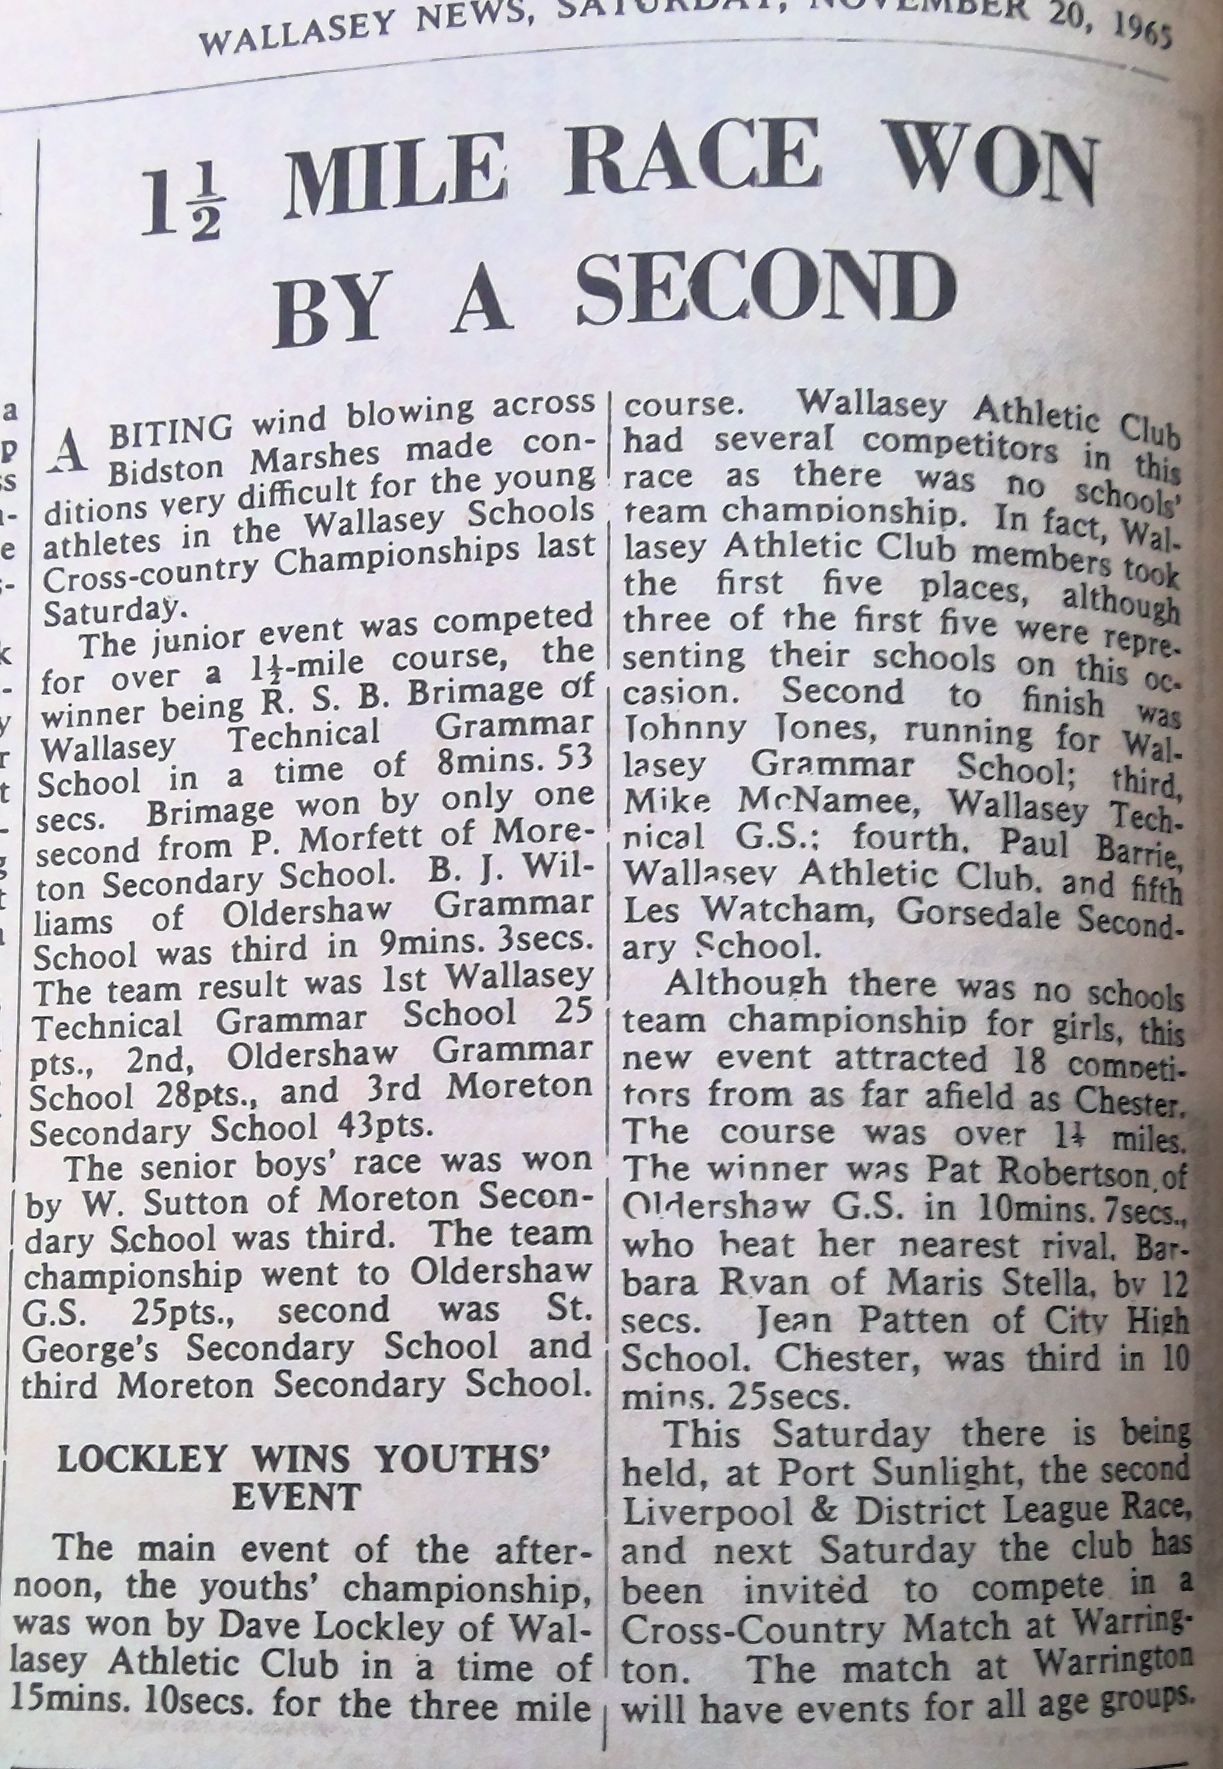 WALLASEY NEWS, SATURDAY, NOVEMBER 20, 1965
1½ MILE RACE WON
BY A SECOND
A BITING wind blowing across
Bidston Marshes made con-
ditions very difficult for the young
athletes in the Wallasey Schools
Cross-country Championships last
Saturday.
The junior event was competed
for over a 1½-mile course, the
winner being R. S. B. Brimage of
Wallasey Technical Grammar
School in a time of 8mins. 53
secs. Brimage won by only one
second from P. Morfett of More-
ton Secondary School. B. J. Wil-
liams of Oldershaw Grammar
School was third in 9mins. 3secs.
The team result was 1st Wallasey
Technical Grammar School 25
pts., 2nd, Oldershaw Grammar
School 28pts., and 3rd Moreton
Secondary School 43pts.
The senior boys' race was won
by W. Sutton of Moreton Secon-
dary School was third. The team
championship went to Oldershaw
G.S. 25pts., second was St.
George's Secondary School and
third Moreton Secondary School.
LOCKLEY WINS YOUTHS'
EVENT
The main event of the after-
noon, the youths' championship,
was won by Dave Lockley of Wal-
lasey Athletic Club in a time of
15mins. 10secs. for the three mile
course. Wallasey Athletic Club
had several competitors in this
race as there was no schools'
team championship. In fact, Wal-
lasey Athletic Club members took
the first five places, although
three of the first five were repre-
senting their schools on this oc-
casion. Second to finish was
Johnny Jones, running for Wal-
lasey Grammar School; third,
Mike McNamee, Wallasey Tech-
nical G.S.; fourth, Paul Barrie,
Wallasey Athletic Club, and fifth
Les Watcham, Gorsedale Second-
ary School.
Although there was no schools
team championship for girls, this
new event attracted 18 competi-
tors from as far afield as Chester.
The course was over 1¼ miles.
The winner was Pat Robertson of
Oldershaw G.S. in 10mins. 7secs.,
who beat her nearest rival, Bar-
bara Ryan of Maris Stella, by 12
secs. Jean Patten of City High
School, Chester, was third in 10
mins. 25secs.
This Saturday there is being
held, at Port Sunlight, the second
Liverpool & District League Race,
and next Saturday the club has
been invited to compete in a
Cross-Country Match at Warring-
ton. The match at Warrington
will have events for all age groups.